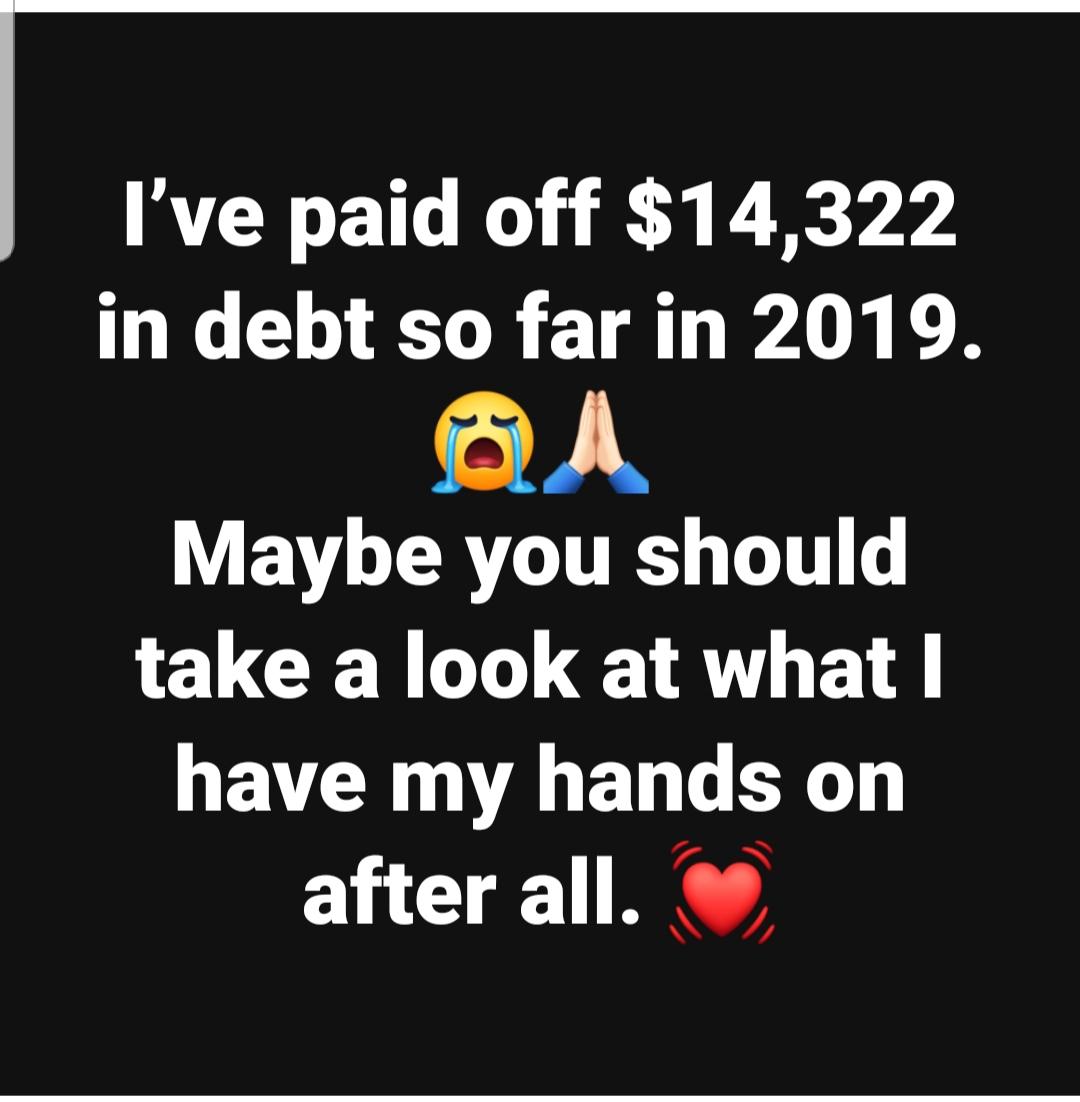 I’ve paid off $14,322
in debt so far in 2019.
😭🙏🏻
Maybe you should
take a look at what I
have my hands on
after all. 💓